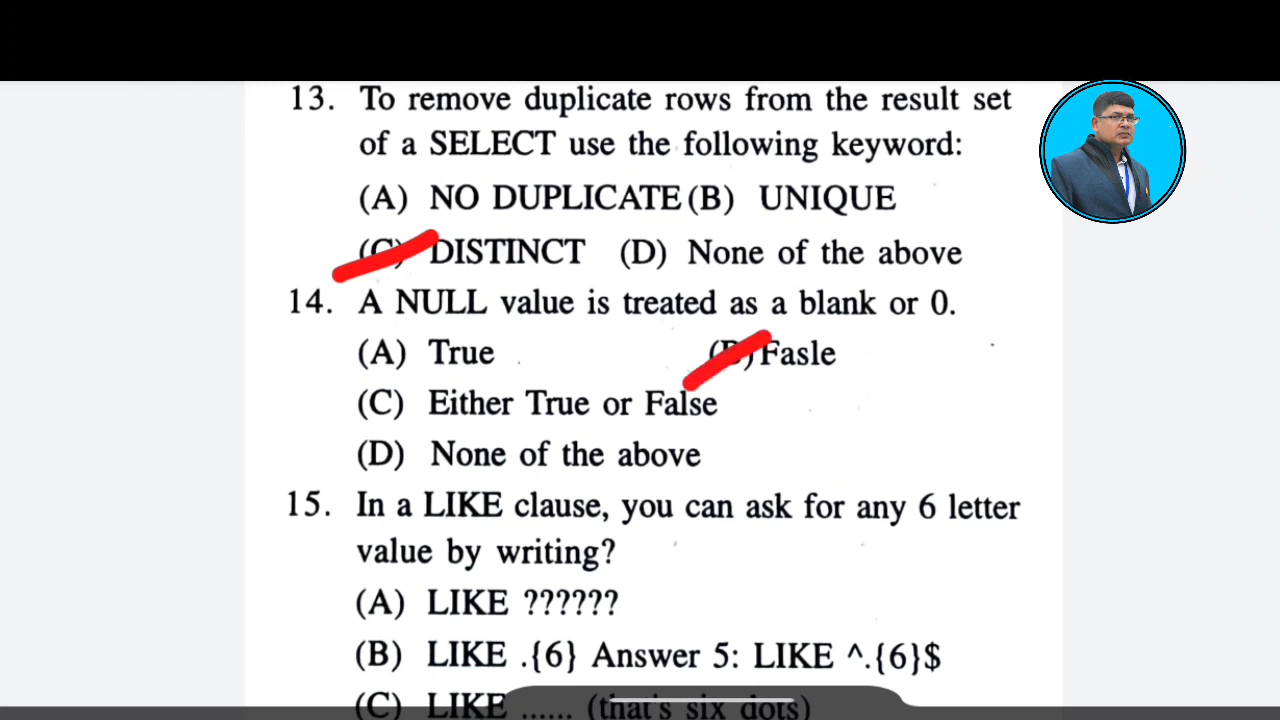 13. To remove duplicate rows from the result set
of a SELECT use the following keyword:
(A) NO DUPLICATE (B) UNIQUE
(C) DISTINCT (D) None of the above
14. A NULL value is treated as a blank or 0.
(A) True (B) Fasle
(C) Either True or False
(D) None of the above
15. In a LIKE clause, you can ask for any 6 letter
value by writing?
(A) LIKE ??????
(B) LIKE .{6} Answer 5: LIKE ^.{6}$
(C) LIKE ...... (that's six dots)